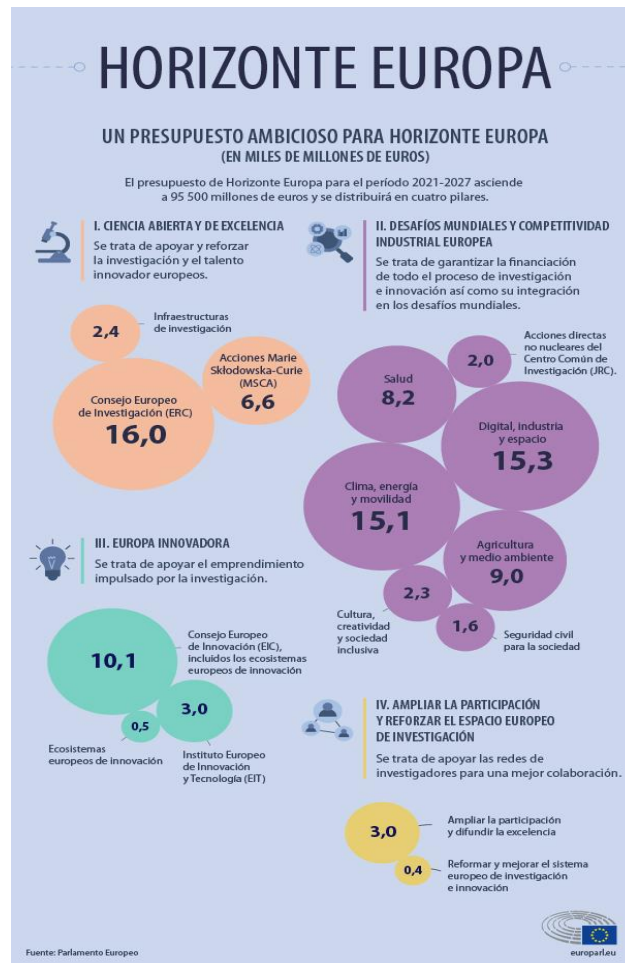 HORIZONTE EUROPA
UN PRESUPUESTO AMBICIOSO PARA HORIZONTE EUROPA
(EN MILES DE MILLONES DE EUROS)
El presupuesto de Horizonte Europa para el período 2021-2027 asciende
a 95 500 millones de euros y se distribuirá en cuatro pilares.
I. CIENCIA ABIERTA Y DE EXCELENCIA
Se trata de apoyar y reforzar
la investigación y el talento
innovador europeos.
2,4
Infraestructuras
de investigación
Acciones Marie
Skłodowska-Curie
(MSCA)
6,6
Consejo Europeo
de Investigación (ERC)
16,0
II. DESAFÍOS MUNDIALES Y COMPETITIVIDAD
INDUSTRIAL EUROPEA
Se trata de garantizar la financiación
de todo el proceso de investigación
e innovación así como su integración
en los desafíos mundiales.
2,0
Acciones directas
no nucleares del
Centro Común de
Investigación (JRC).
Salud
8,2
Digital, industria
y espacio
15,3
Clima, energía
y movilidad
15,1
Agricultura
y medio ambiente
9,0
2,3
Cultura,
creatividad
y sociedad
inclusiva
1,6
Seguridad civil
para la sociedad
III. EUROPA INNOVADORA
Se trata de apoyar el emprendimiento
impulsado por la investigación.
10,1
Consejo Europeo
de Innovación (EIC),
incluidos los ecosistemas
europeos de innovación
3,0
0,5
Ecosistemas
europeos de innovación
Instituto Europeo
de Innovación
y Tecnología (EIT)
IV. AMPLIAR LA PARTICIPACIÓN
Y REFORZAR EL ESPACIO EUROPEO
DE INVESTIGACIÓN
Se trata de apoyar las redes de
investigadores para una mejor colaboración.
3,0
Ampliar la participación
y difundir la excelencia
0,4
Reformar y mejorar el sistema
europeo de investigación
e innovación
Fuente: Parlamento Europeo
europarl.eu